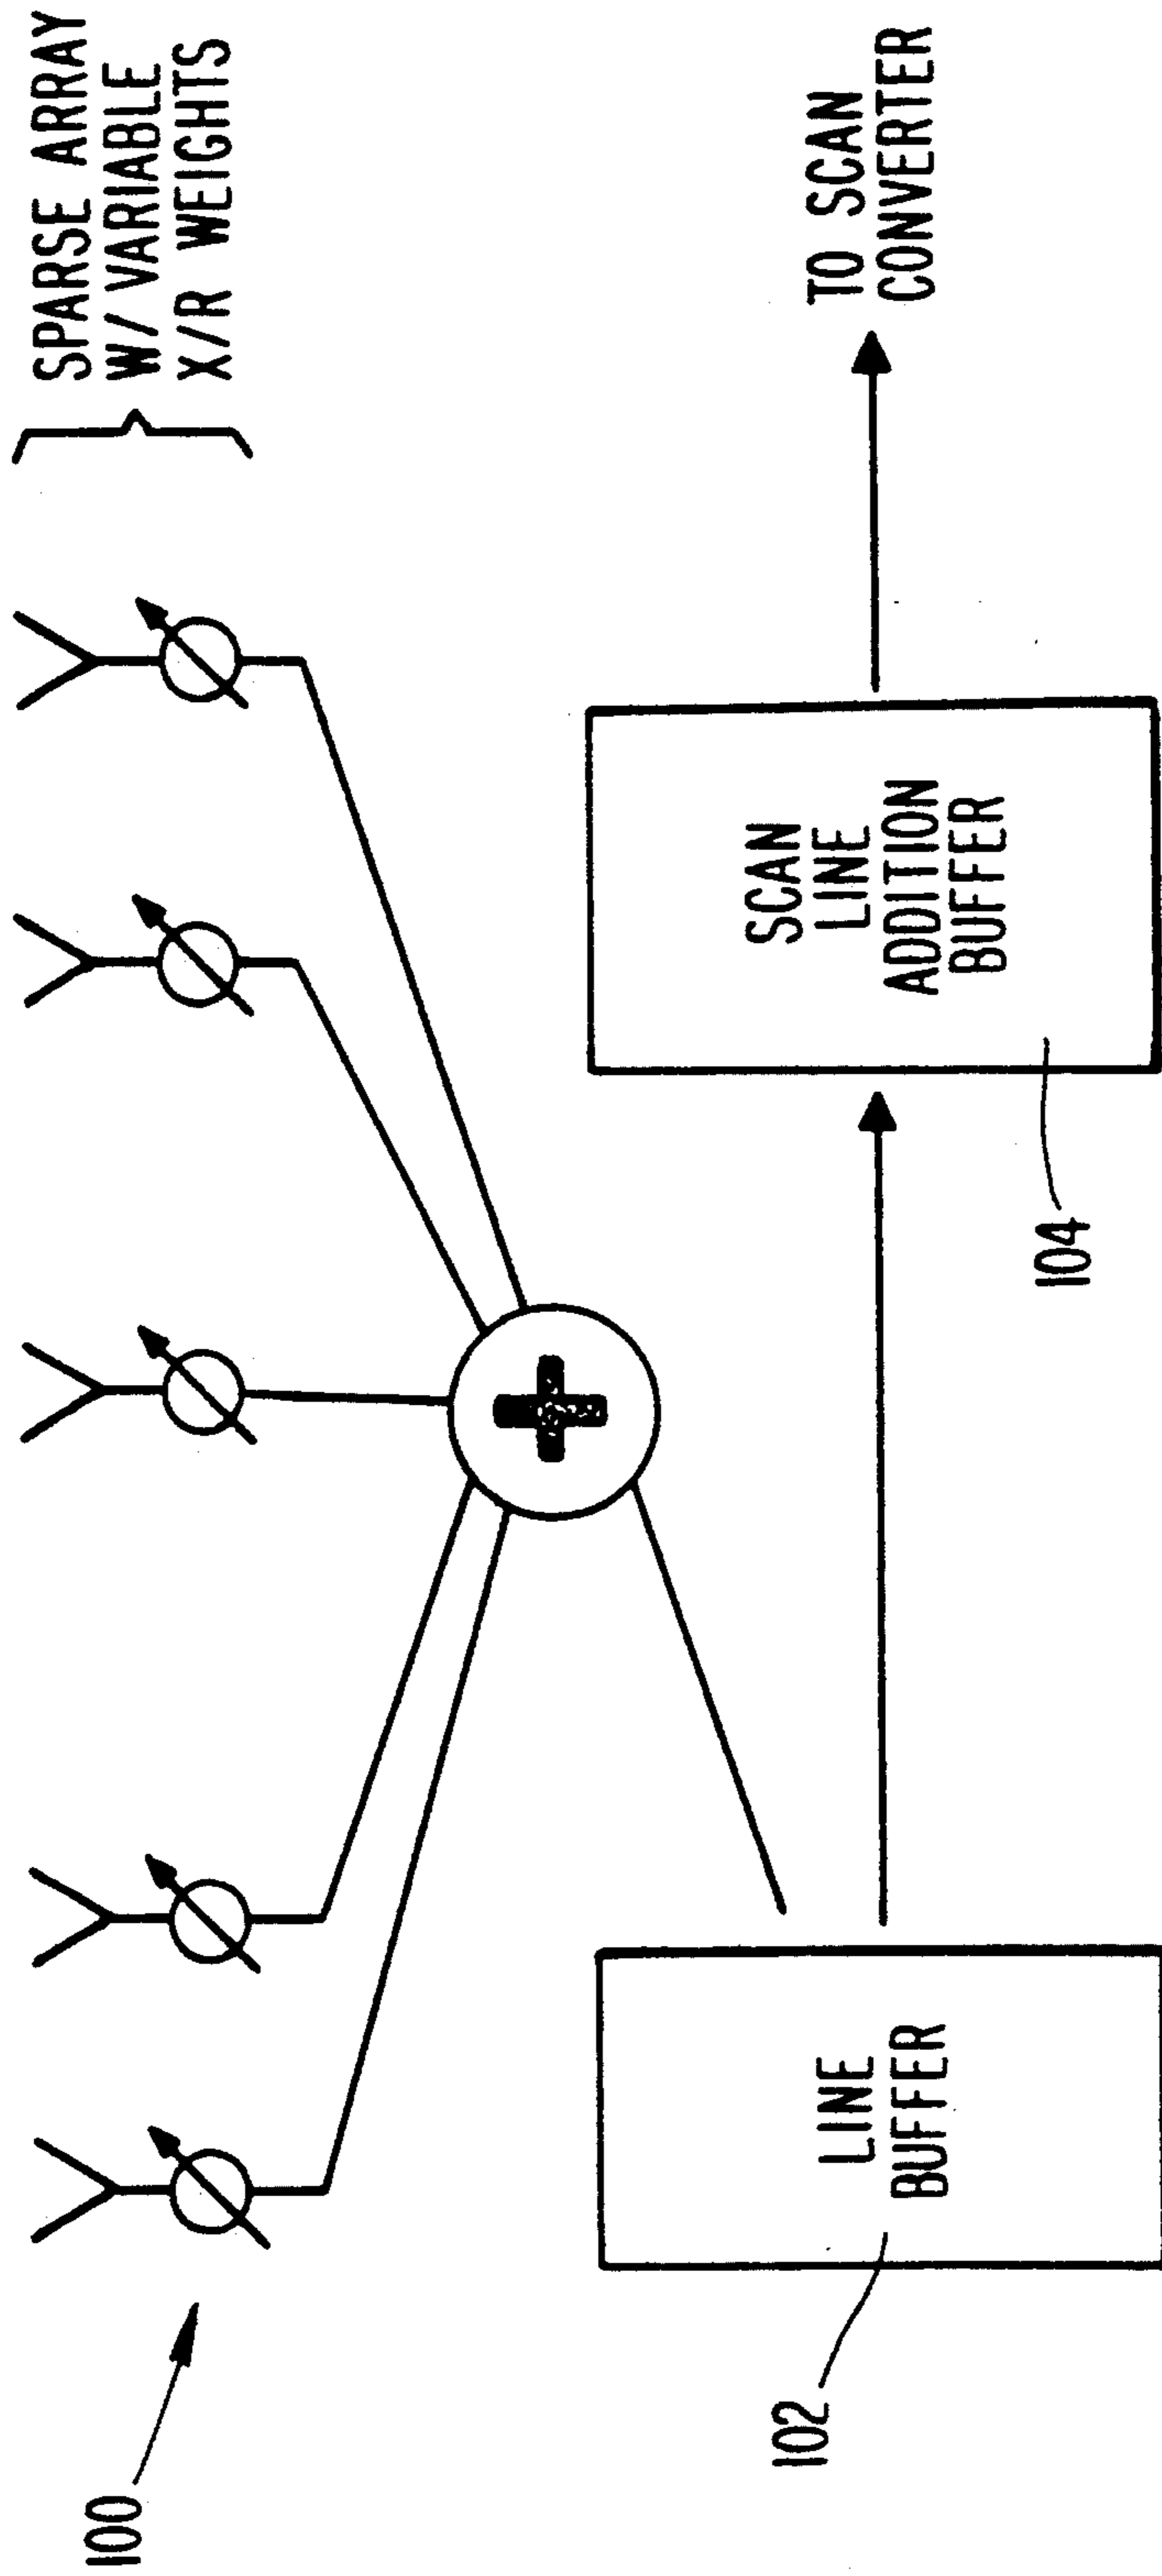 SPARSE ARRAY
W/VARIABLE
X/R WEIGHTS
100
+
LINE
BUFFER
102
SCAN
LINE
ADDITION
BUFFER
104
TO SCAN
CONVERTER